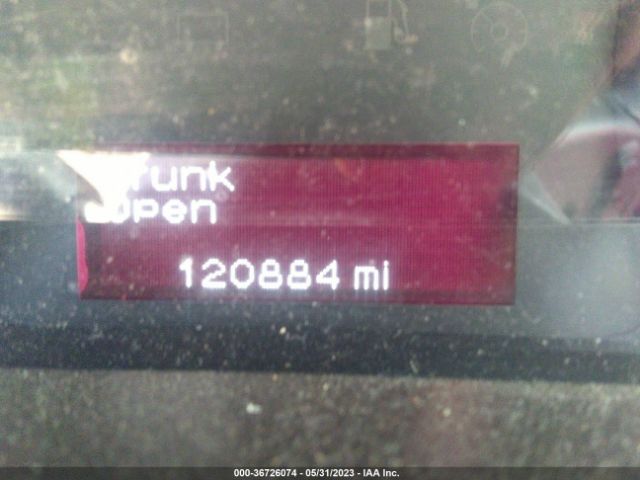 Trunk
Open
120884 mi
000-36726074 - 05/31/2023 - IAA Inc.